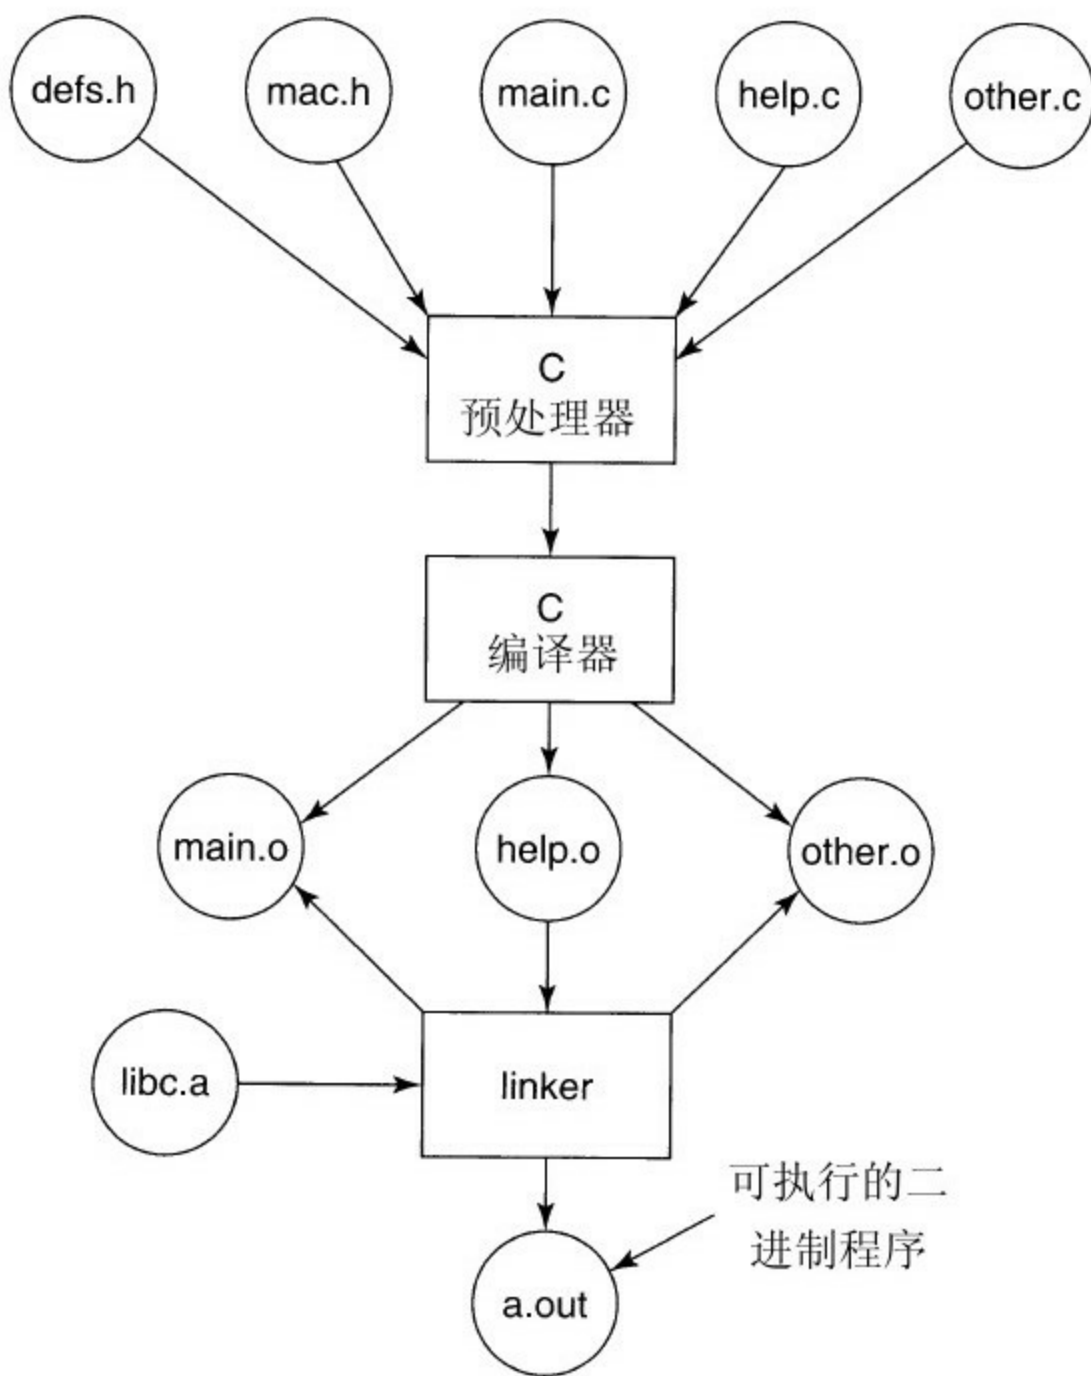 defs.h
mac.h
main.c
help.c
other.c
C
预处理器
C
编译器
main.o
help.o
other.o
libc.a
linker
可执行的二
进制程序
a.out